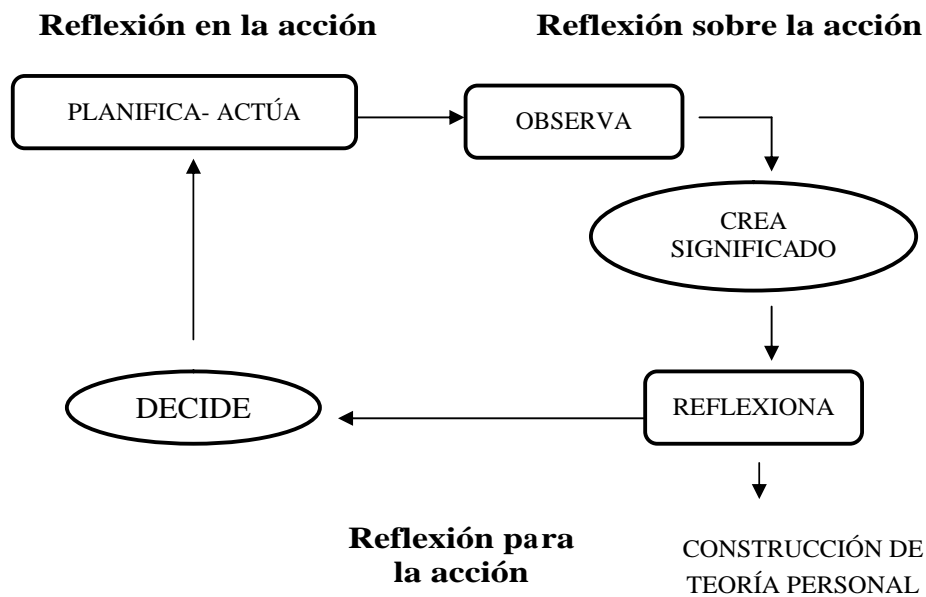 Reflexión en la acción
Reflexión sobre la acción
PLANIFICA- ACTÚA
OBSERVA
CREA
SIGNIFICADO
REFLEXIONA
DECIDE
Reflexión para
la acción
CONSTRUCCIÓN DE
TEORÍA PERSONAL